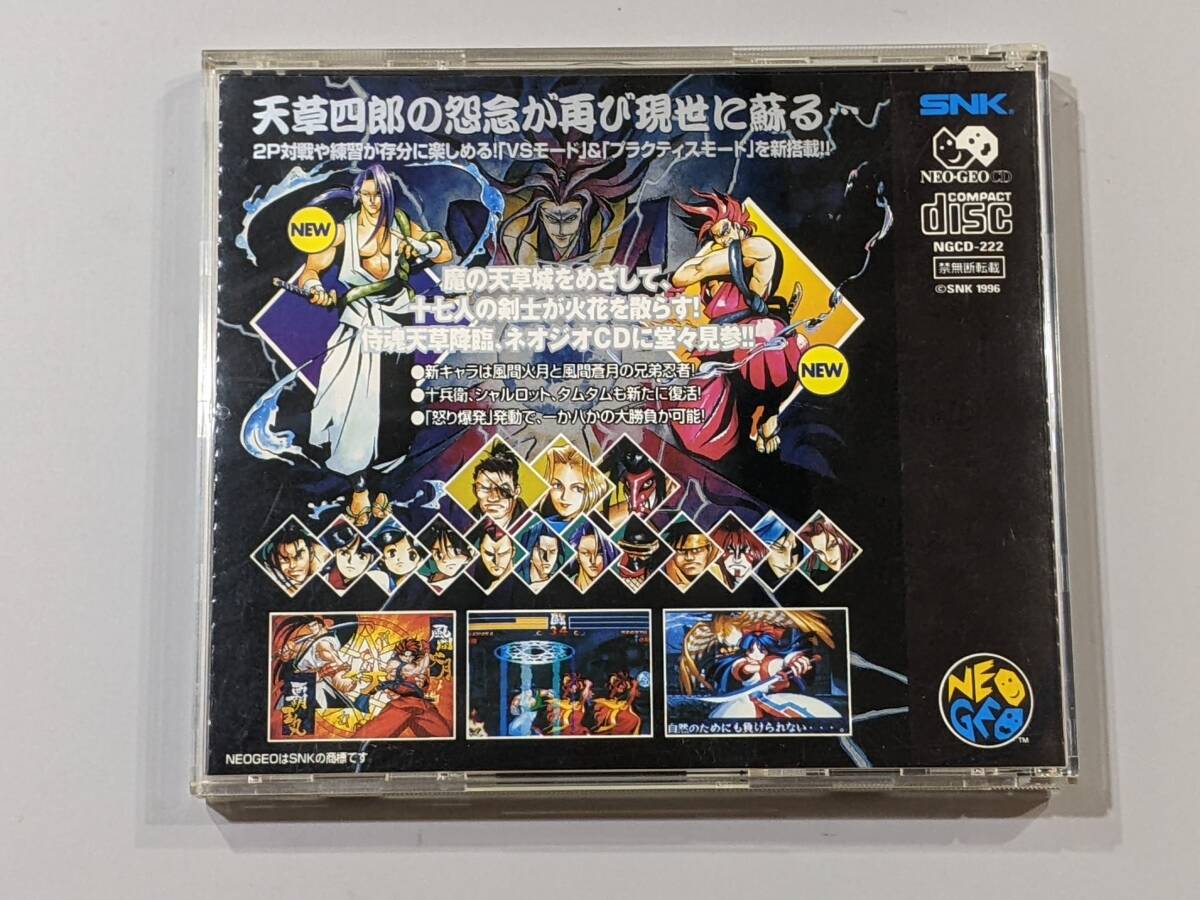 天草四郎の怨念が再び現世に蘇る
2P対戦や練習が存分に楽しめる!「VSモード」&「プラクティスモード」を新搭載!!
SNK®
NEO·GEO CD
COMPACT
disc
NGCD-222
禁無断転載
©SNK 1996
NEW
魔の天草城をめざして、
十七人の剣士が火花を散らす!
侍魂天草降臨、ネオジオCDに堂々見参!!
●新キャラは風間火月と風間蒼月の兄弟忍者!
●十兵衛、シャルロット、タムタムも新たに復活!
●「怒り爆発」発動で、一か八かの大勝負が可能!
NEW
風間火月
覇王丸
34
自然のためにも負けられない・・・。
NEO
GEO™
NEOGEOはSNKの商標です